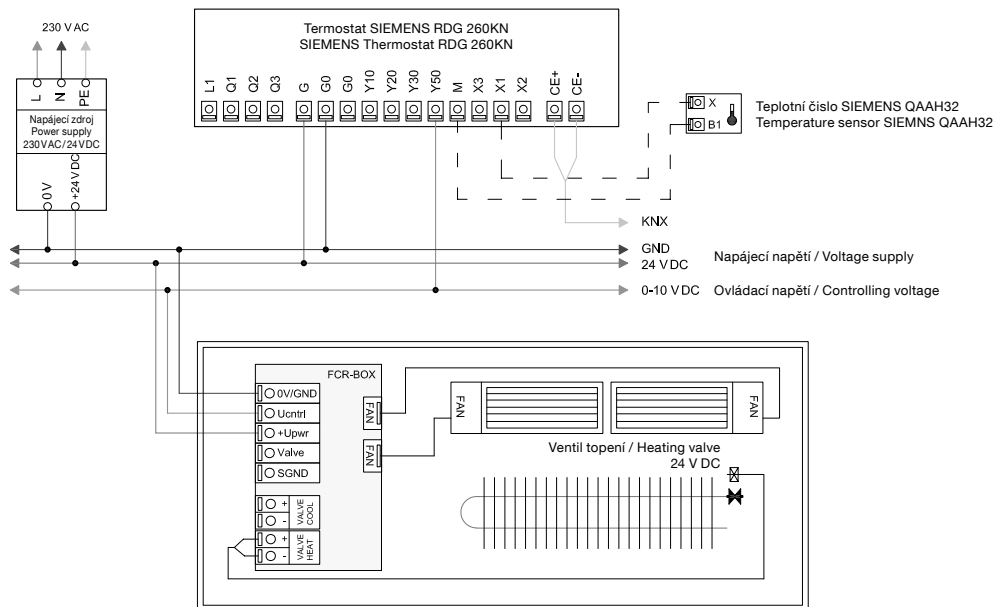 230 V AC
L
N
PE
Napájecí zdroj
Power supply
230 V AC / 24 V DC
0 V
+24 V DC
Termostat SIEMENS RDG 260KN
SIEMENS Thermostat RDG 260KN
L1
Q1
Q2
Q3
G
G0
G0
Y10
Y20
Y30
Y50
M
X3
X1
X2
CE+
CE-
X
B1
Teplotní čislo SIEMENS QAAH32
Temperature sensor SIEMNS QAAH32
KNX
GND
24 V DC
Napájecí napětí / Voltage supply
0-10 V DC
Ovládací napětí / Controlling voltage
FCR-BOX
0V/GND
Ucntrl
+Upwr
Valve
SGND
+
-
VALVE
COOL
+
-
VALVE
HEAT
FAN
FAN
FAN
FAN
Ventil topení / Heating valve
24 V DC